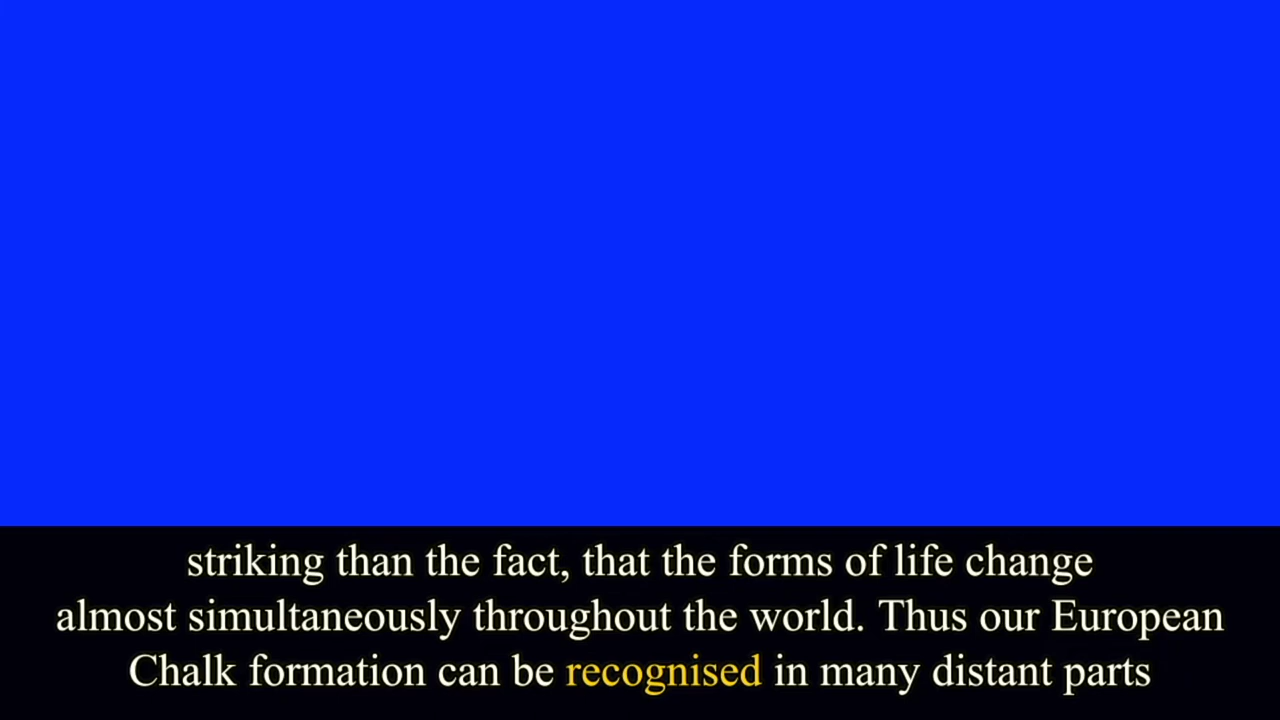 striking than the fact, that the forms of life change
almost simultaneously throughout the world. Thus our European
Chalk formation can be recognised in many distant parts